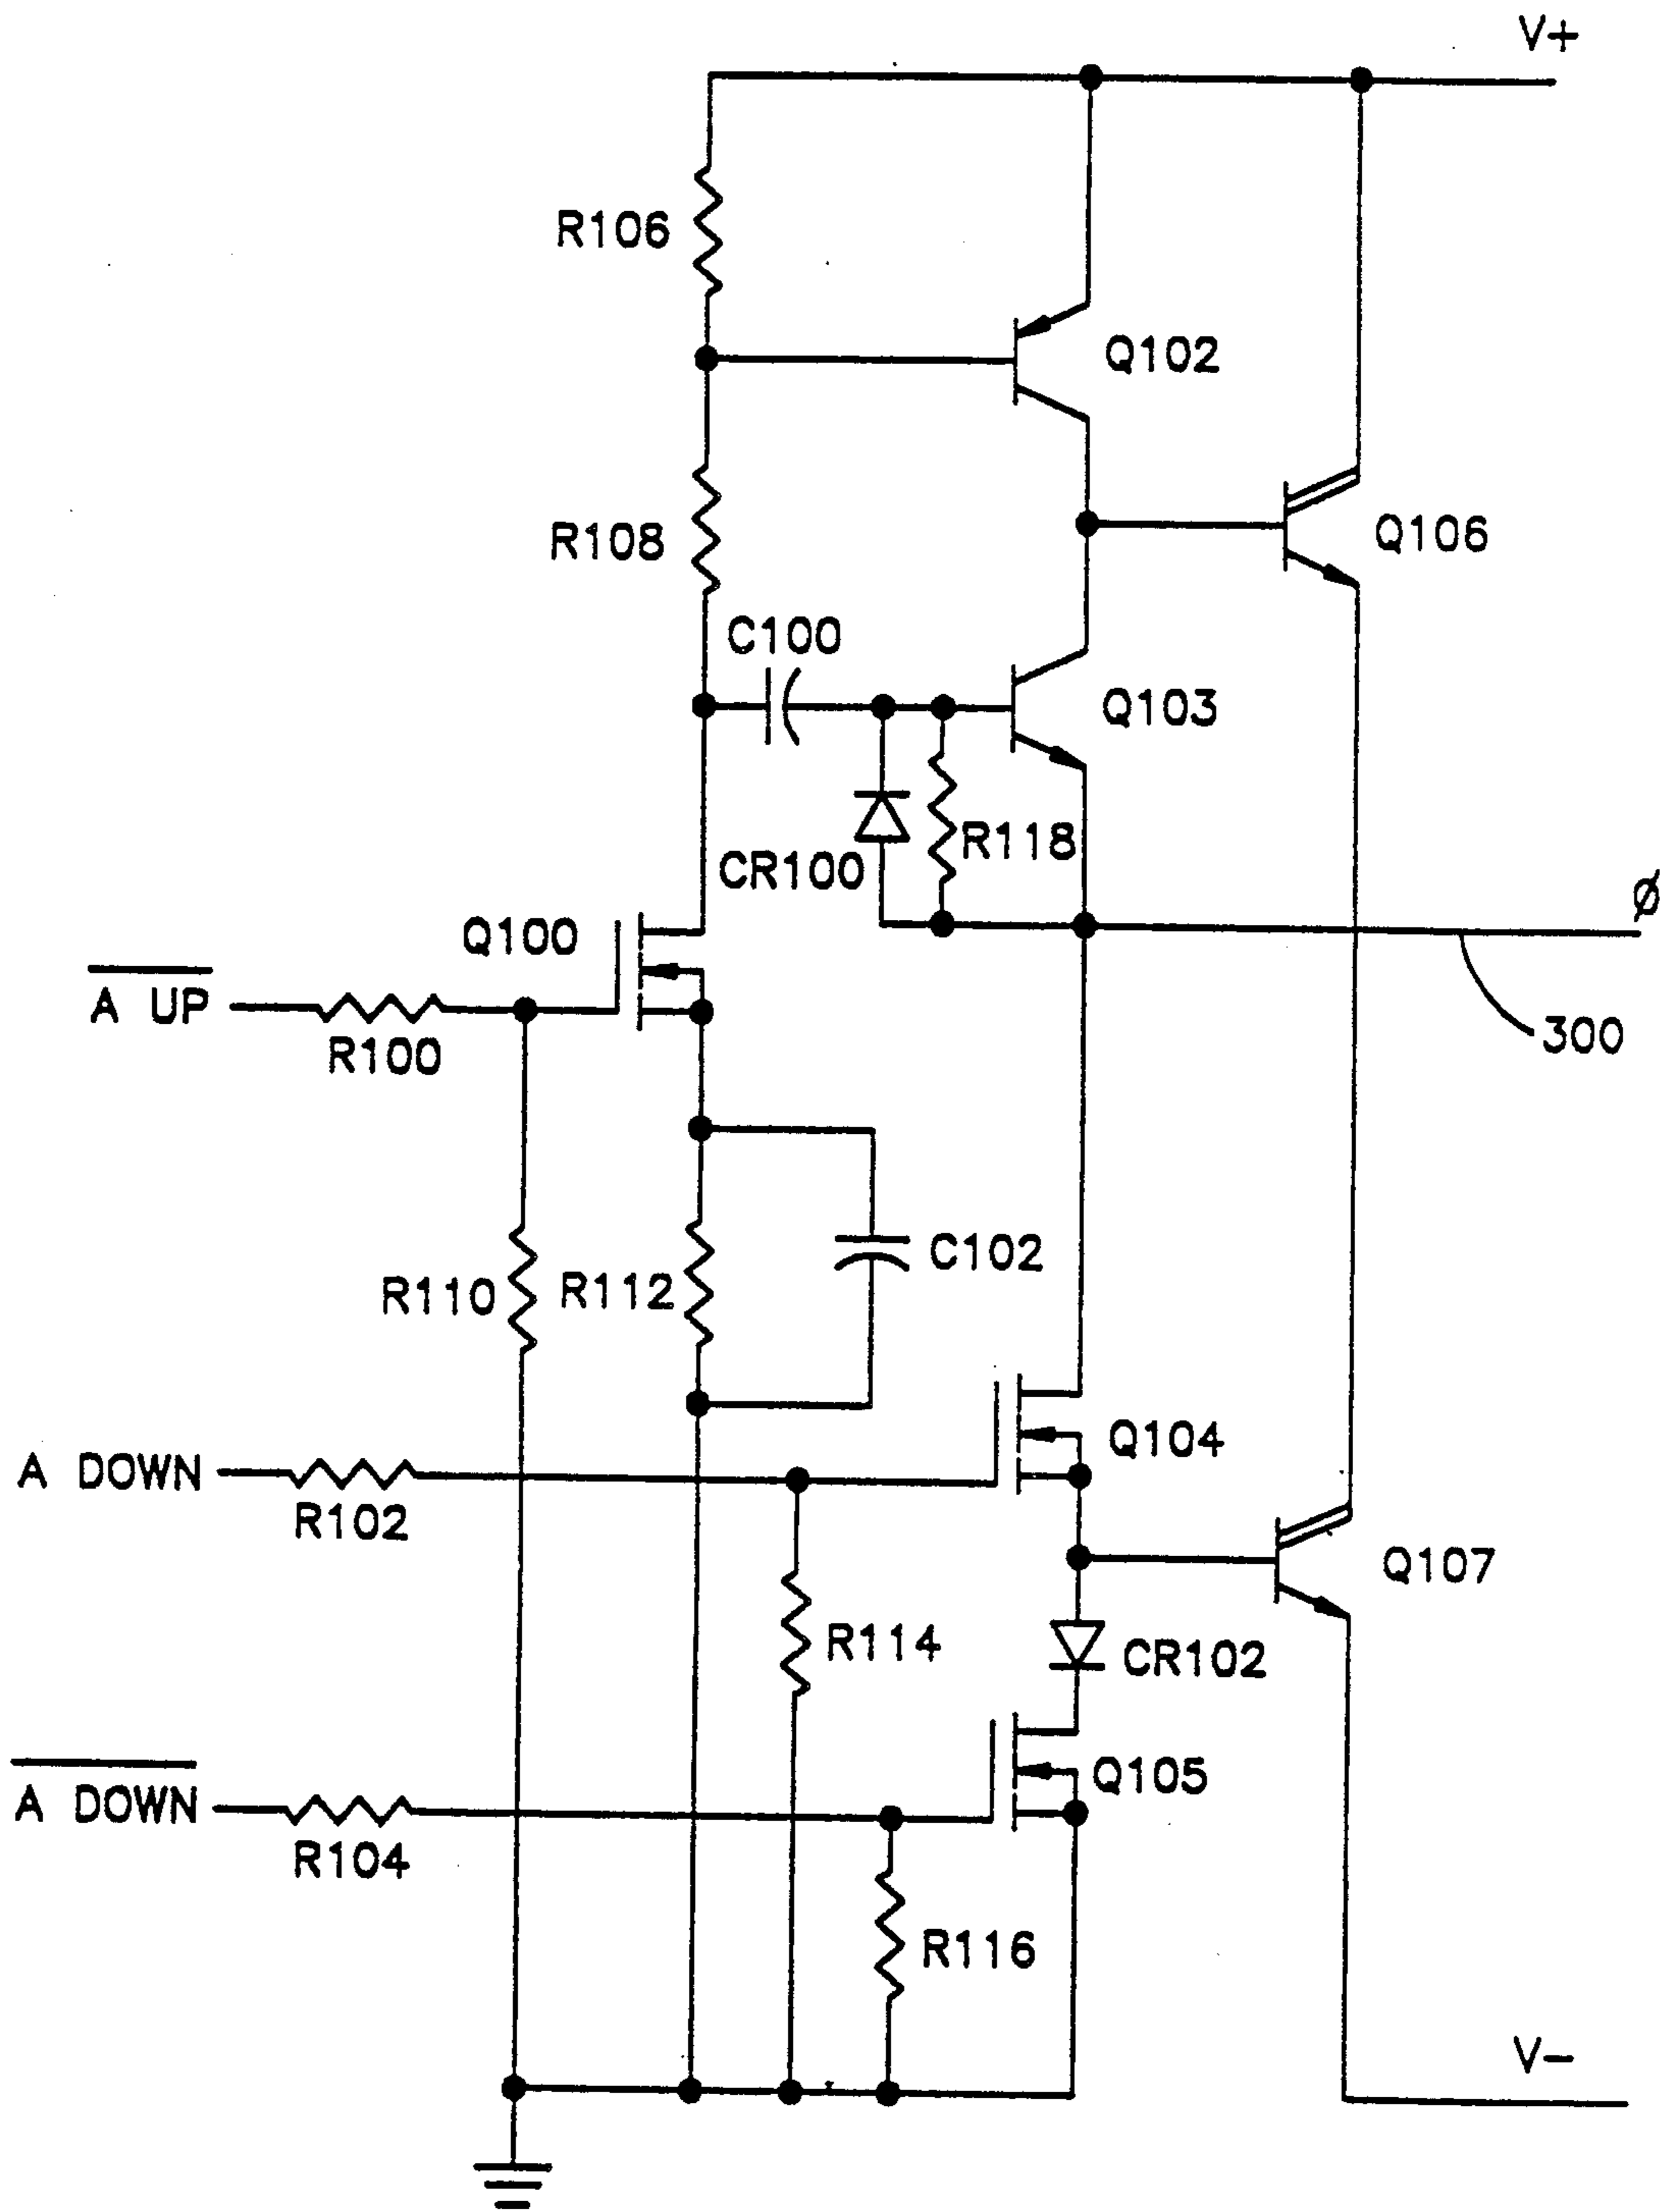 V+
R106
Q102
R108
Q106
C100
Q103
CR100
R118
Ø
Q100
A UP
R100
300
R110
R112
C102
A DOWN
R102
Q104
Q107
R114
CR102
A DOWN
R104
Q105
R116
V-